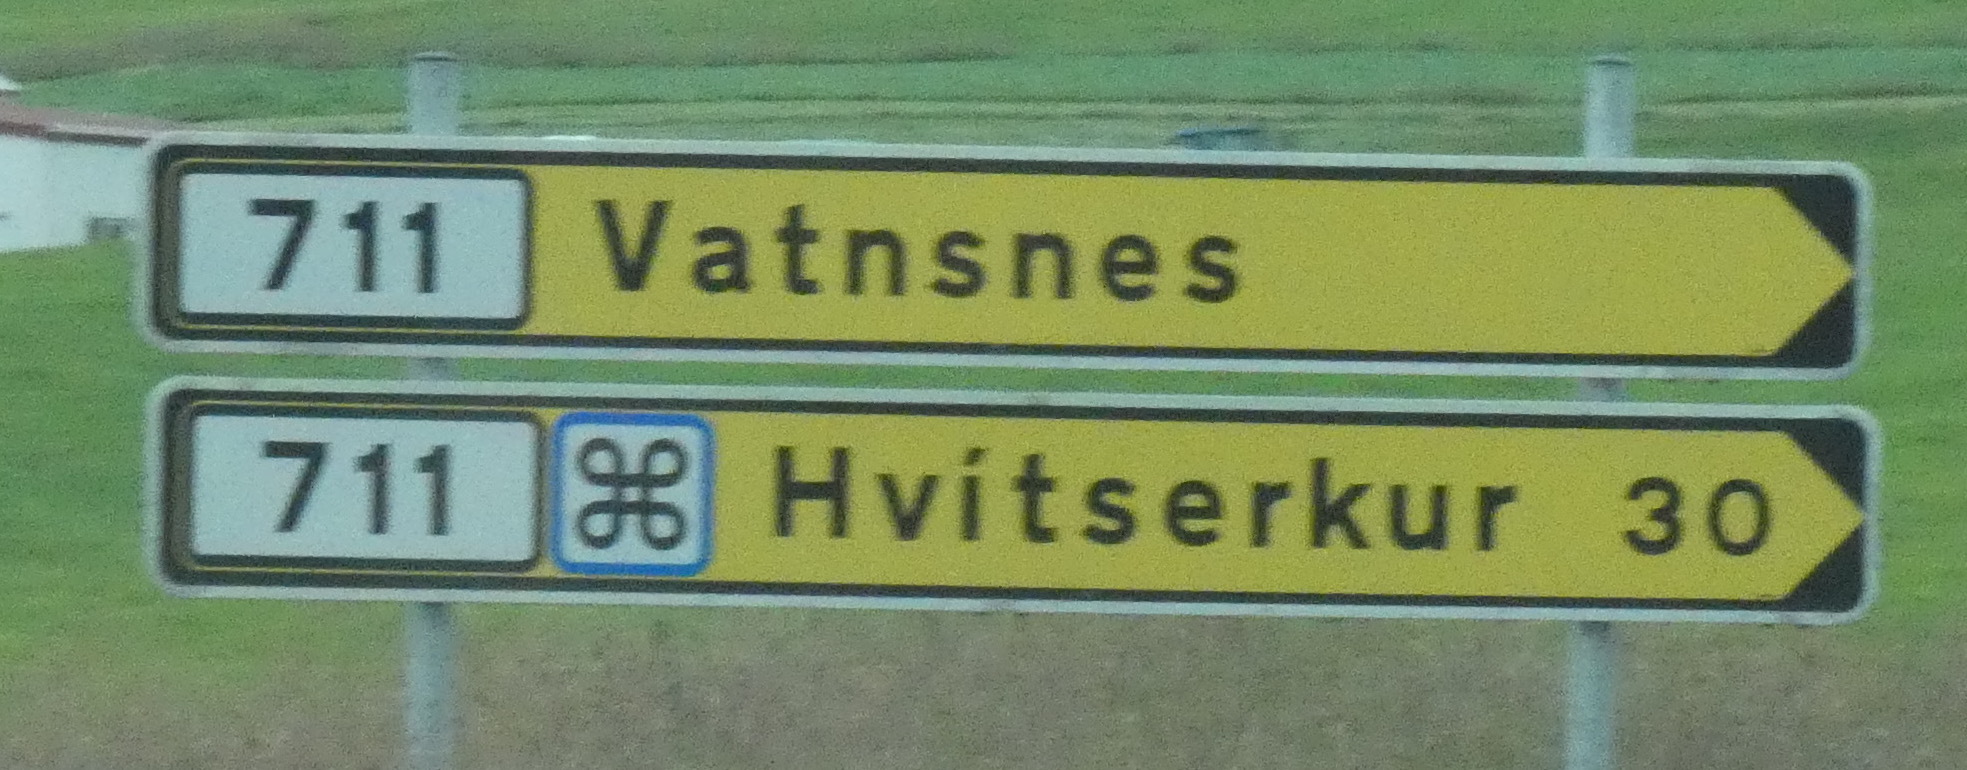 711 Vatnsnes
711 ⌘ Hvítserkur 30